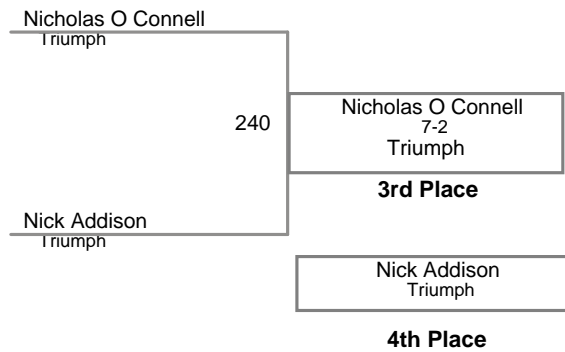 Nicholas O Connell
Triumph
240
Nicholas O Connell
7-2
Triumph
3rd Place
Nick Addison
Triumph
Nick Addison
Triumph
4th Place